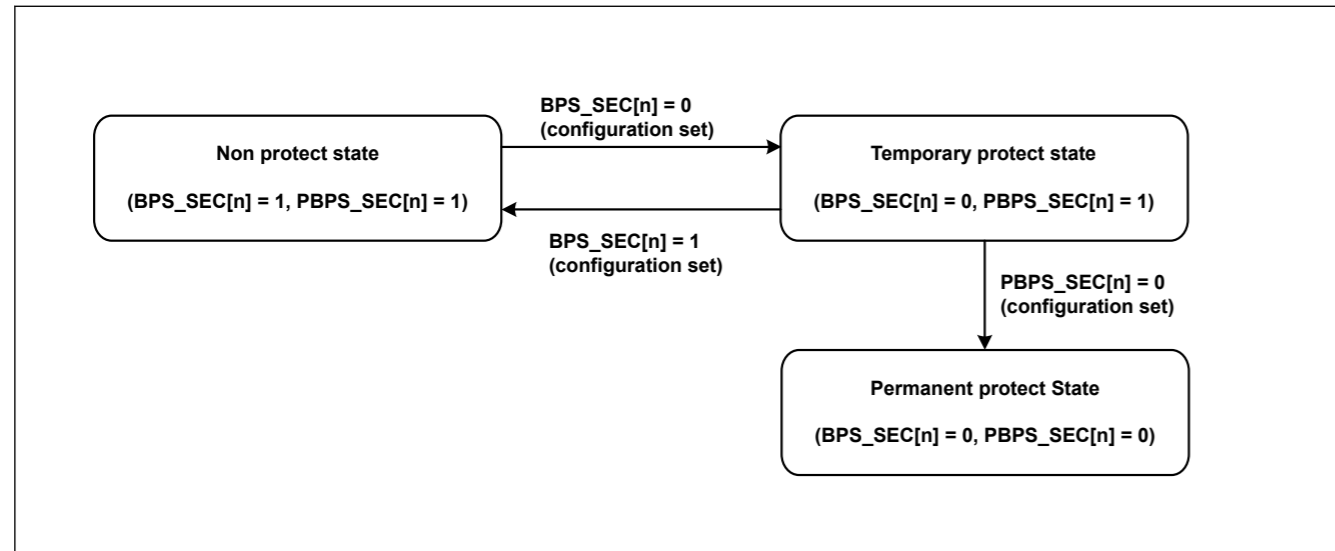 BPS_SEC[n] = 0
(configuration set)
Non protect state
(BPS_SEC[n] = 1, PBPS_SEC[n] = 1)
Temporary protect state
(BPS_SEC[n] = 0, PBPS_SEC[n] = 1)
BPS_SEC[n] = 1
(configuration set)
PBPS_SEC[n] = 0
(configuration set)
Permanent protect State
(BPS_SEC[n] = 0, PBPS_SEC[n] = 0)